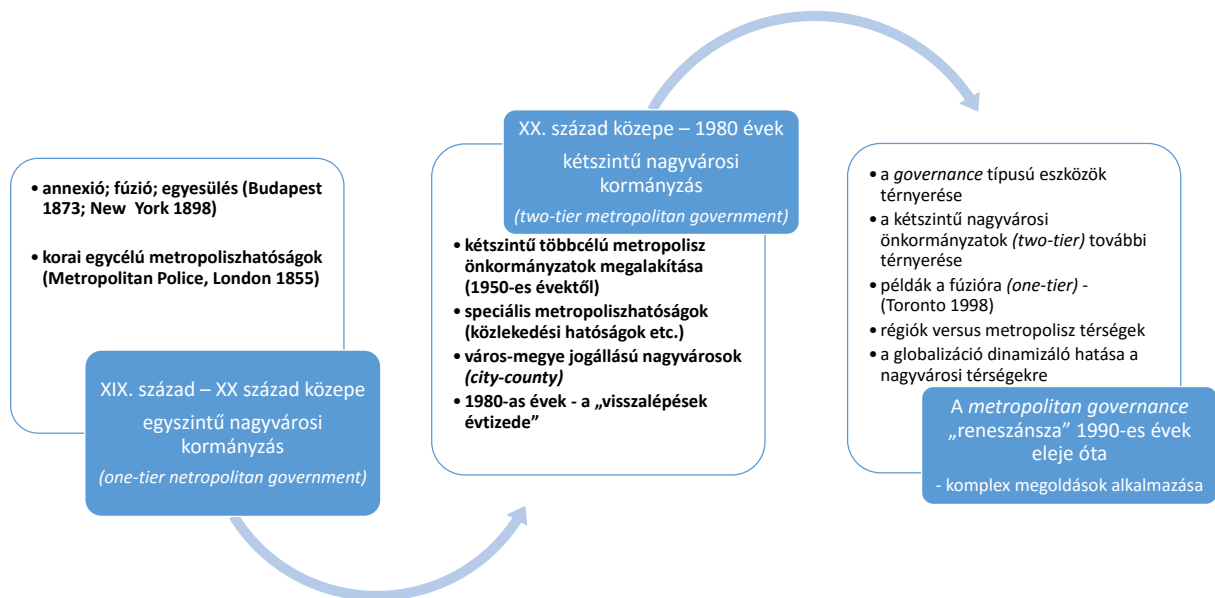 • annexió; fúzió; egyesülés (Budapest
1873; New York 1898)
• korai egycélú metropoliszhatóságok
(Metropolitan Police, London 1855)
XIX. század – XX század közepe
egyszintű nagyvárosi
kormányzás
(one-tier netropolitan government)
XX. század közepe – 1980 évek
kétszintű nagyvárosi
kormányzás
(two-tier metropolitan government)
• kétszintű többcélú metropolisz
önkormányzatok megalakítása
(1950-es évektől)
• speciális metropoliszhatóságok
(közlekedési hatóságok etc.)
• város-megye jogállású nagyvárosok
(city-county)
• 1980-as évek - a „visszalépések
évtizede”
• a governance típusú eszközök
térnyerése
• a kétszintű nagyvárosi
önkormányzatok (two-tier) további
térnyerése
• példák a fúzióra (one-tier) -
(Toronto 1998)
• régiók versus metropolisz térségek
• a globalizáció dinamizáló hatása a
nagyvárosi térségekre
A metropolitan governance
„reneszánsza” 1990-es évek
eleje óta
- komplex megoldások alkalmazása